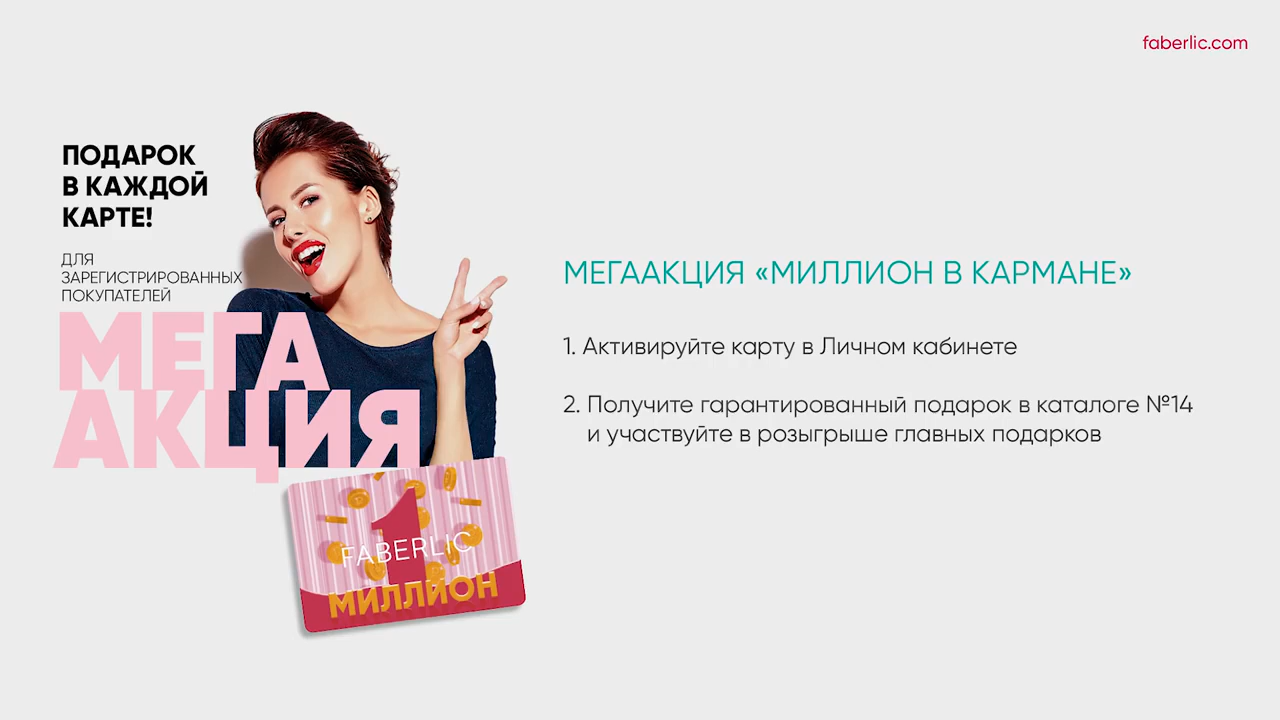 faberlic.com
ПОДАРОК
В КАЖДОЙ
КАРТЕ!
ДЛЯ
ЗАРЕГИСТРИРОВАННЫХ
ПОКУПАТЕЛЕЙ
МЕГА
АКЦИЯ
1
FABERLIC
МИЛЛИОН
МЕГААКЦИЯ «МИЛЛИОН В КАРМАНЕ»
1. Активируйте карту в Личном кабинете
2. Получите гарантированный подарок в каталоге №14
и участвуйте в розыгрыше главных подарков